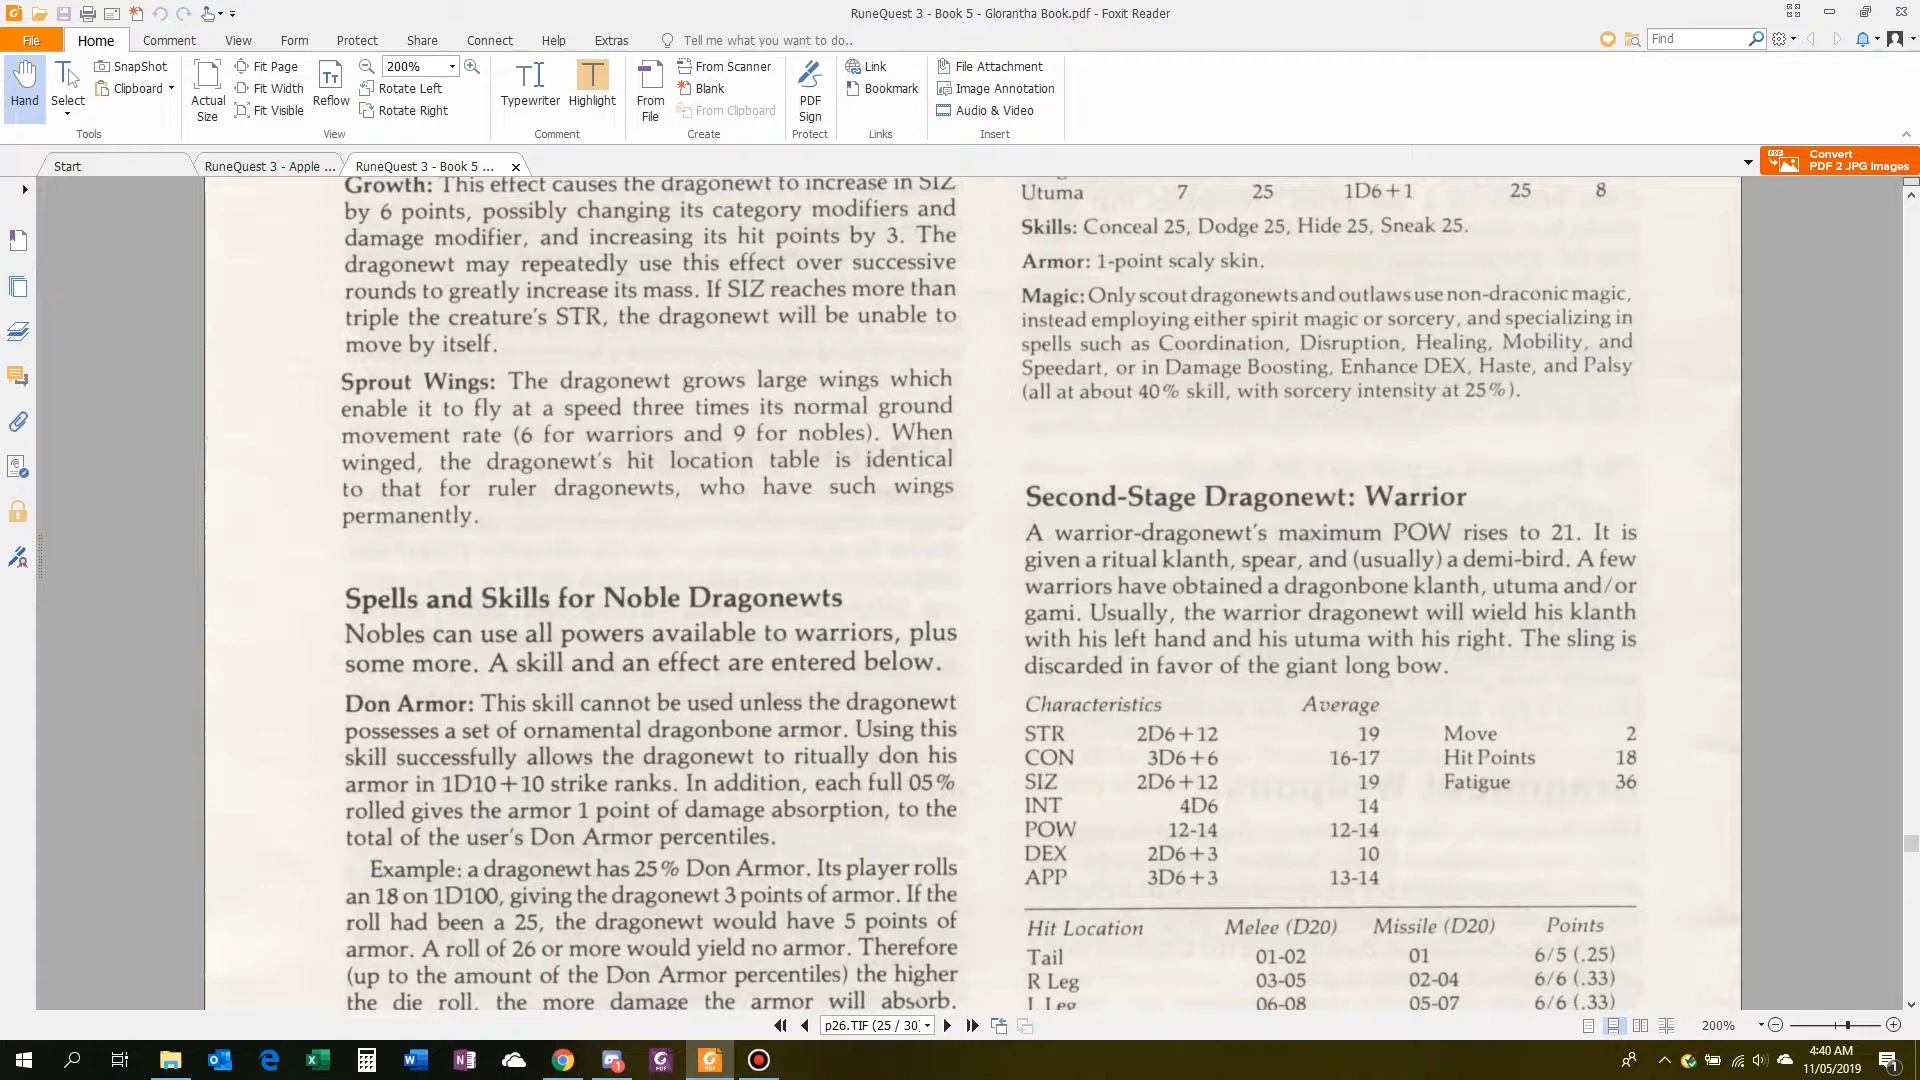 RuneQuest 3 - Book 5 - Glorantha Book.pdf - Foxit Reader
File
Home
Comment
View
Form
Protect
Share
Connect
Help
Extras
Tell me what you want to do..
Find
Hand
Select
SnapShot
Clipboard
Tools
Actual
Size
Fit Page
Fit Width
Fit Visible
Reflow
200%
Rotate Left
Rotate Right
View
Typewriter
Highlight
Comment
From
File
From Scanner
Blank
From Clipboard
Create
PDF
Sign
Protect
Link
Bookmark
Links
File Attachment
Image Annotation
Audio & Video
Insert
Start
RuneQuest 3 - Apple ...
RuneQuest 3 - Book 5 ...
Convert
PDF 2 JPG Images
Growth: This effect causes the dragonewt to increase in SIZ
by 6 points, possibly changing its category modifiers and
damage modifier, and increasing its hit points by 3. The
dragonewt may repeatedly use this effect over successive
rounds to greatly increase its mass. If SIZ reaches more than
triple the creature's STR, the dragonewt will be unable to
move by itself.
Sprout Wings: The dragonewt grows large wings which
enable it to fly at a speed three times its normal ground
movement rate (6 for warriors and 9 for nobles). When
winged, the dragonewt's hit location table is identical
to that for ruler dragonewts, who have such wings
permanently.
Spells and Skills for Noble Dragonewts
Nobles can use all powers available to warriors, plus
some more. A skill and an effect are entered below.
Don Armor: This skill cannot be used unless the dragonewt
possesses a set of ornamental dragonbone armor. Using this
skill successfully allows the dragonewt to ritually don his
armor in 1D10+10 strike ranks. In addition, each full 05%
rolled gives the armor 1 point of damage absorption, to the
total of the user's Don Armor percentiles.
Example: a dragonewt has 25% Don Armor. Its player rolls
an 18 on 1D100, giving the dragonewt 3 points of armor. If the
roll had been a 25, the dragonewt would have 5 points of
armor. A roll of 26 or more would yield no armor. Therefore
(up to the amount of the Don Armor percentiles) the higher
the die roll, the more damage the armor will absorb.
Utuma 7 25 1D6+1 25 8
Skills: Conceal 25, Dodge 25, Hide 25, Sneak 25.
Armor: 1-point scaly skin.
Magic: Only scout dragonewts and outlaws use non-draconic magic,
instead employing either spirit magic or sorcery, and specializing in
spells such as Coordination, Disruption, Healing, Mobility, and
Speedart, or in Damage Boosting, Enhance DEX, Haste, and Palsy
(all at about 40% skill, with sorcery intensity at 25%).
Second-Stage Dragonewt: Warrior
A warrior-dragonewt's maximum POW rises to 21. It is
given a ritual klanth, spear, and (usually) a demi-bird. A few
warriors have obtained a dragonbone klanth, utuma and/or
gami. Usually, the warrior dragonewt will wield his klanth
with his left hand and his utuma with his right. The sling is
discarded in favor of the giant long bow.
Characteristics Average
STR 2D6+12 19 Move 2
CON 3D6+6 16-17 Hit Points 18
SIZ 2D6+12 19 Fatigue 36
INT 4D6 14
POW 12-14 12-14
DEX 2D6+3 10
APP 3D6+3 13-14
Hit Location Melee (D20) Missile (D20) Points
Tail 01-02 01 6/5 (.25)
R Leg 03-05 02-04 6/6 (.33)
L Leg 06-08 05-07 6/6 (.33)
p26.TIF (25 / 30)
200%
4:40 AM
11/05/2019